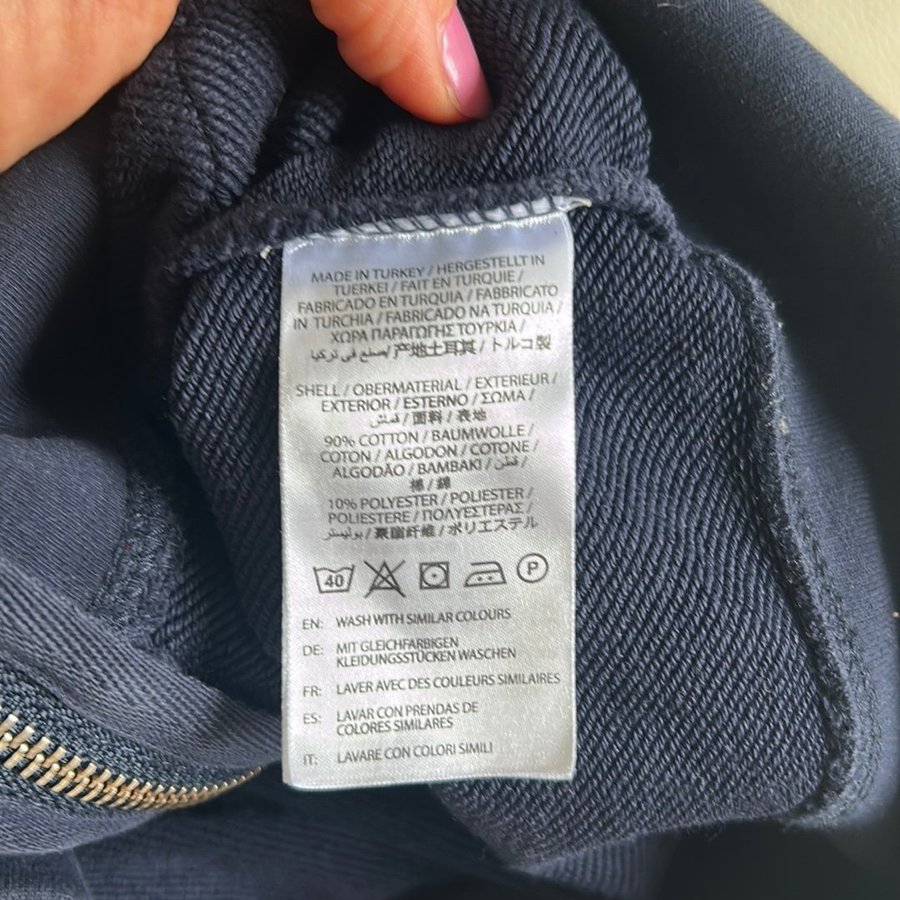 MADE IN TURKEY / HERGESTELLT IN
TUERKEI / FAIT EN TURQUIE /
FABRICADO EN TURQUIA / FABBRICATO
IN TURCHIA / FABRICADO NA TURQUIA /
ΧΩΡΑ ΠΑΡΑΓΩΓΗΣ ΤΟΥΡΚΙΑ /
صنع في تركيا / 产地土耳其 / トルコ製
SHELL / OBERMATERIAL / EXTERIEUR /
EXTERIOR / ESTERNO / ΣΩΜΑ /
قماش / 面料 / 表地
90% COTTON / BAUMWOLLE /
COTON / ALGODON / COTONE /
ALGODÃO / ΒΑΜΒΑΚΙ / قطن /
棉 / 綿
10% POLYESTER / POLIESTER /
POLIESTERE / ΠΟΛΥΕΣΤΕΡΑΣ /
بوليستر / 聚酯纤维 / ポリエステル
40 P
EN: WASH WITH SIMILAR COLOURS
DE: MIT GLEICHFARBIGEN
KLEIDUNGSSTÜCKEN WASCHEN
FR: LAVER AVEC DES COULEURS SIMILAIRES
ES: LAVAR CON PRENDAS DE
COLORES SIMILARES
IT: LAVARE CON COLORI SIMILI